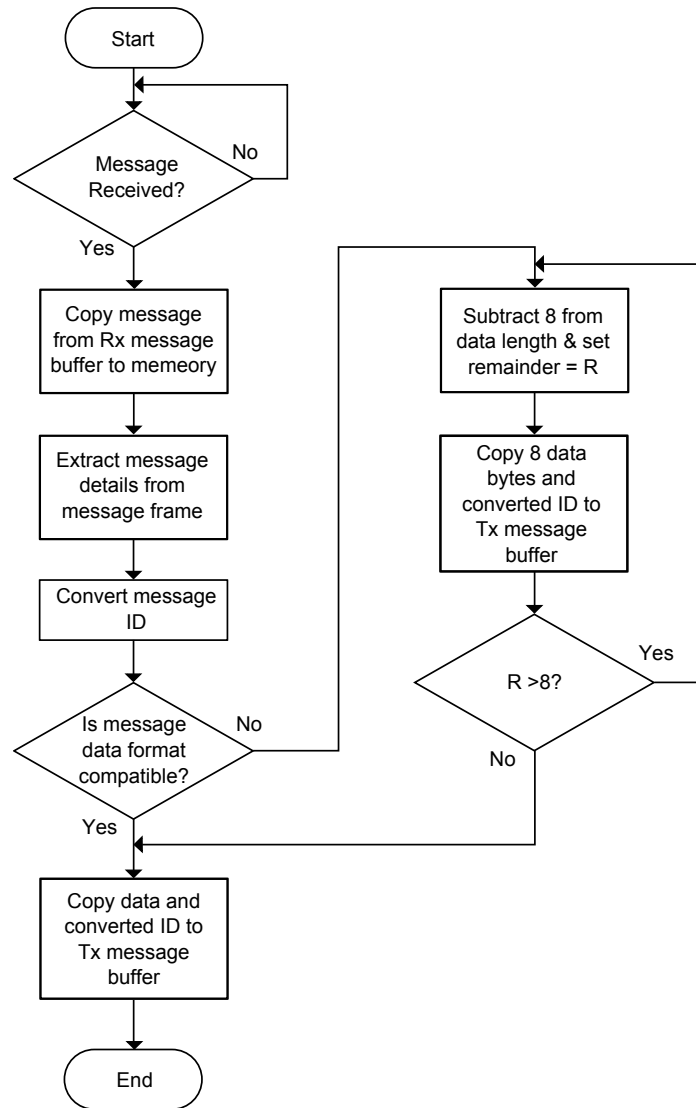 Start
Message
Received?
No
Yes
Copy message
from Rx message
buffer to memeory
Extract message
details from
message frame
Convert message
ID
Is message
data format
compatible?
No
Yes
Subtract 8 from
data length & set
remainder = R
Copy 8 data
bytes and
converted ID to
Tx message
buffer
R >8?
Yes
No
Copy data and
converted ID to
Tx message
buffer
End